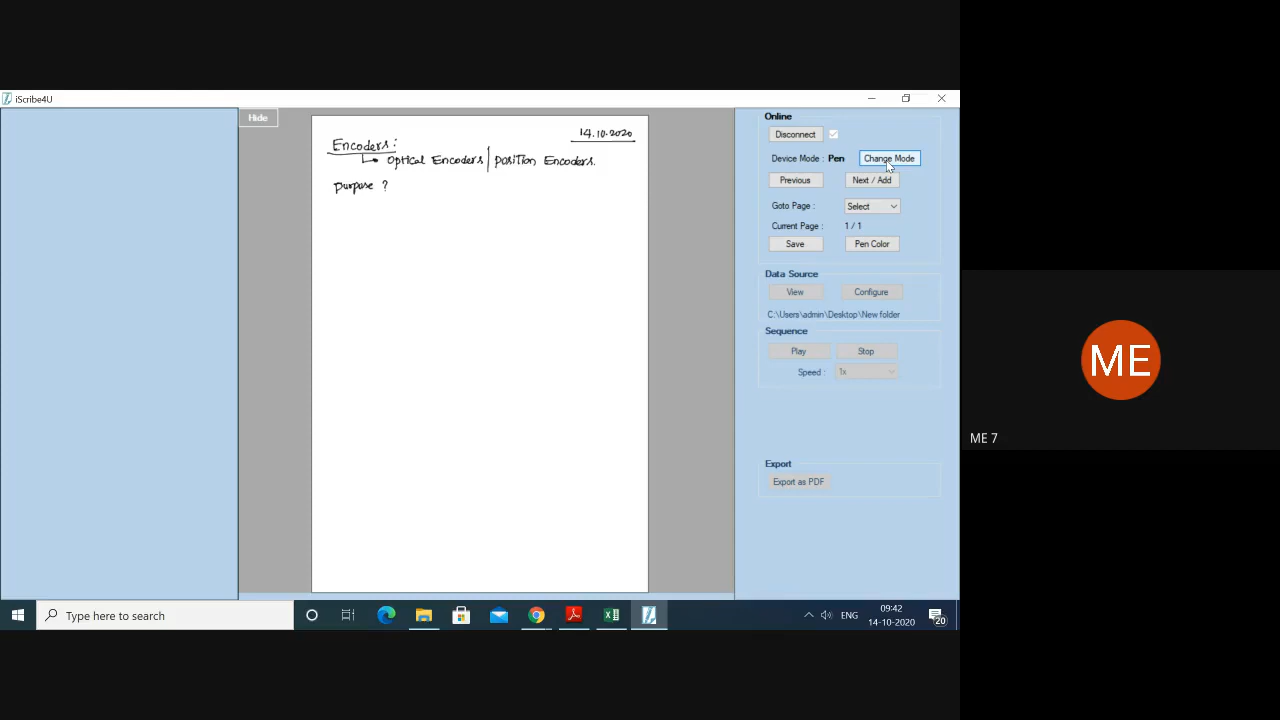 iScribe4U
Hide
14.10.2020
Encoders:
Optical Encoders | Position Encoders.
Purpose ?
Online
Disconnect
Device Mode : Pen Change Mode
Previous Next / Add
Goto Page : Select
Current Page : 1 / 1
Save Pen Color
Data Source
View Configure
C:\Users\admin\Desktop\New folder
Sequence
Play Stop
Speed : 1x
Export
Export as PDF
ME
ME 7
Type here to search
ENG
09:42
14-10-2020
20